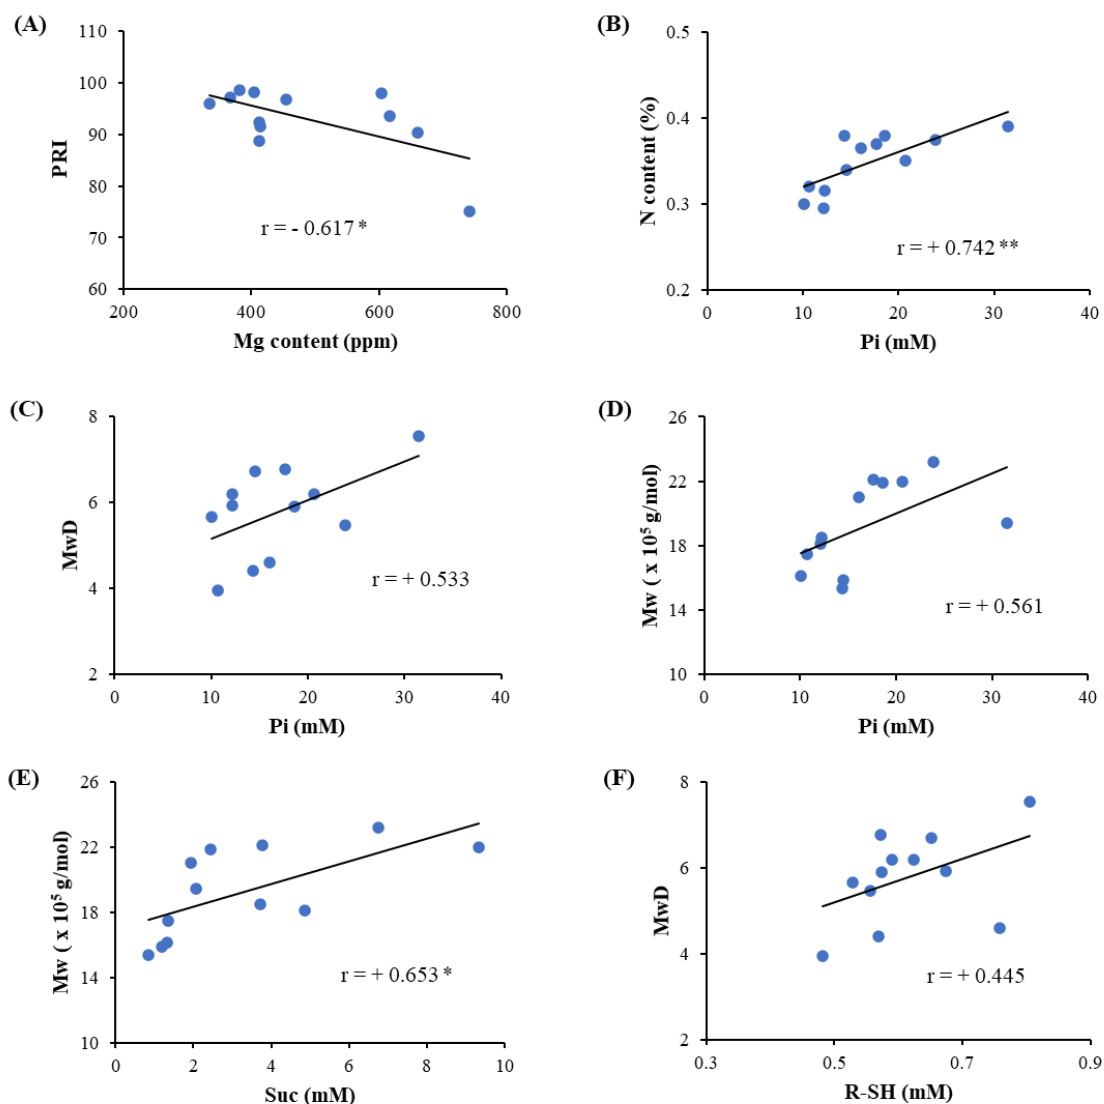 (A)
110
100
90
80
70
60
PRI
r = - 0.617 *
200 400 600 800
Mg content (ppm)
(B)
0.5
0.4
0.3
0.2
N content (%)
r = + 0.742 **
0 10 20 30 40
Pi (mM)
(C)
8
6
4
2
MwD
r = + 0.533
0 10 20 30 40
Pi (mM)
(D)
26
22
18
14
10
Mw ( x 10⁵ g/mol)
r = + 0.561
0 10 20 30 40
Pi (mM)
(E)
26
22
18
14
10
Mw ( x 10⁵ g/mol)
r = + 0.653 *
0 2 4 6 8 10
Suc (mM)
(F)
8
6
4
2
MwD
r = + 0.445
0.3 0.5 0.7 0.9
R-SH (mM)